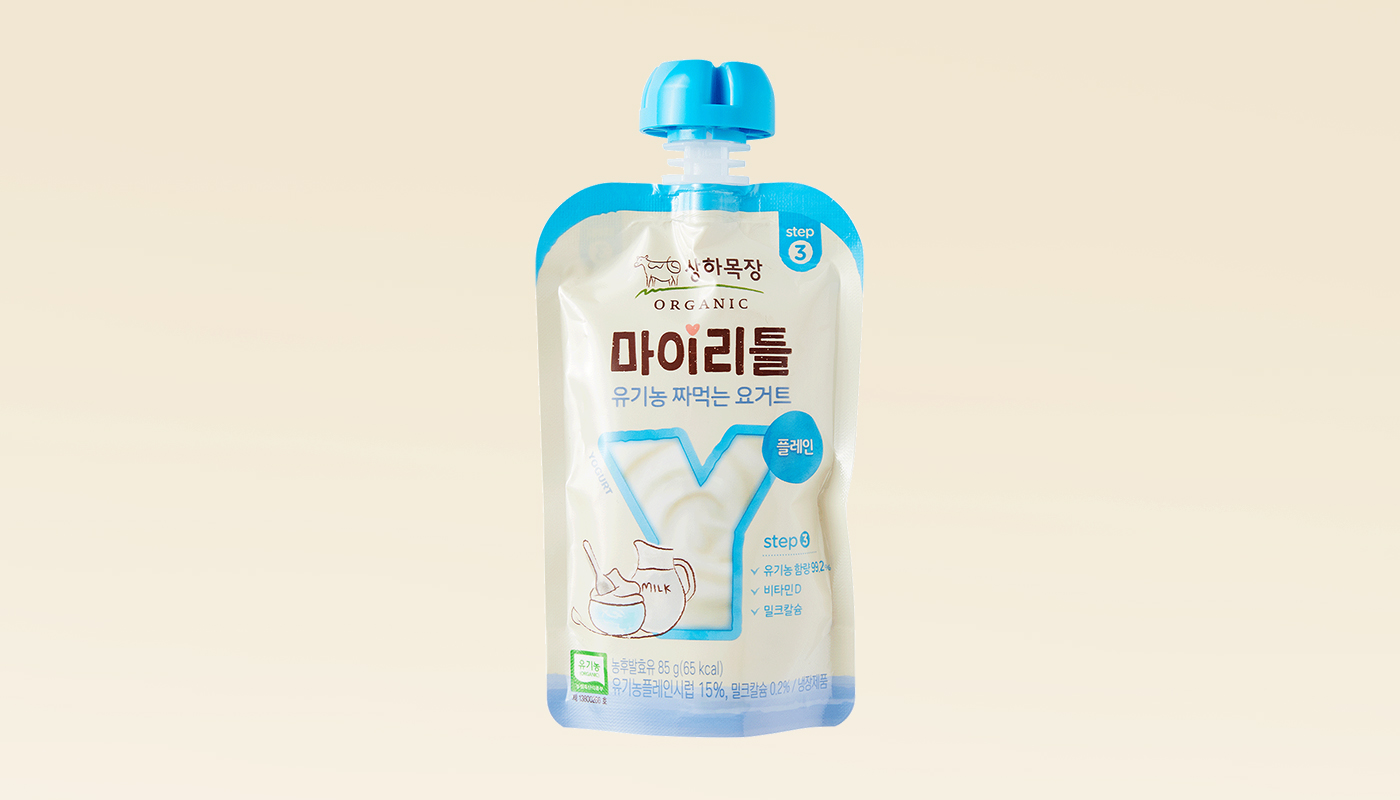 step
3
상하목장
ORGANIC
마이리틀
유기농 짜먹는 요거트
플레인
YOGURT
MILK
step 3
유기농 함량 99.2%
비타민D
밀크칼슘
유기농
ORGANIC
농후발효유 85 g(65 kcal)
유기농플레인시럽 15%, 밀크칼슘 0.2% / 냉장제품